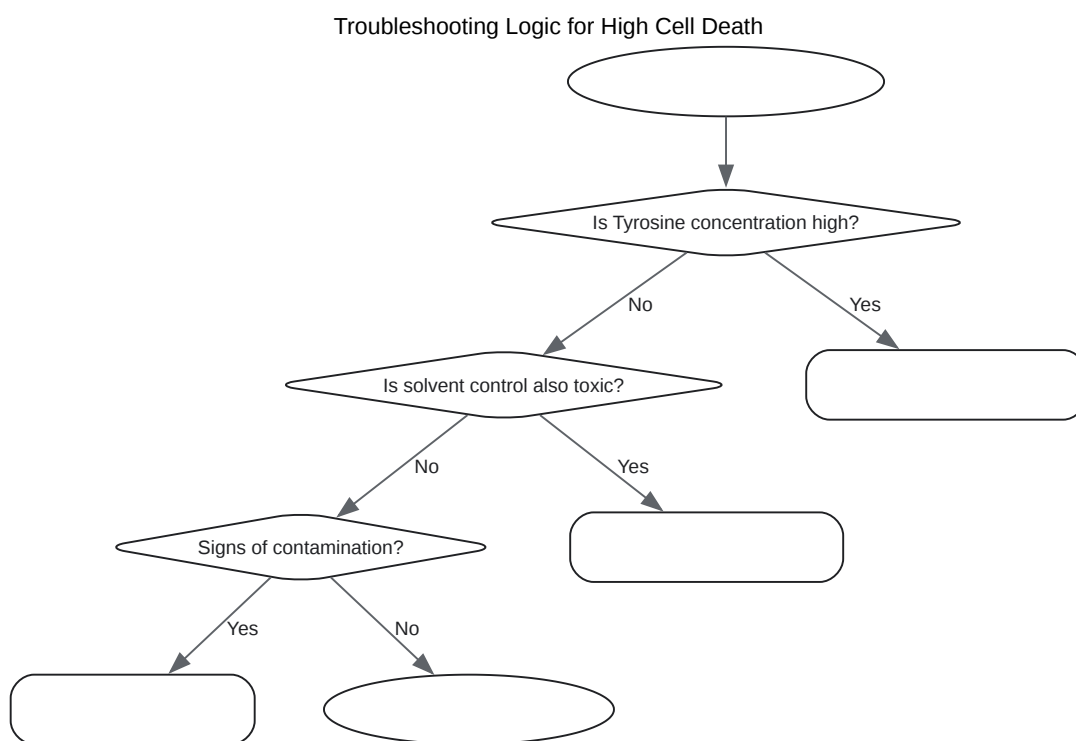 Troubleshooting Logic for High Cell Death
Is Tyrosine concentration high?
No
Yes
Is solvent control also toxic?
No
Yes
Signs of contamination?
Yes
No